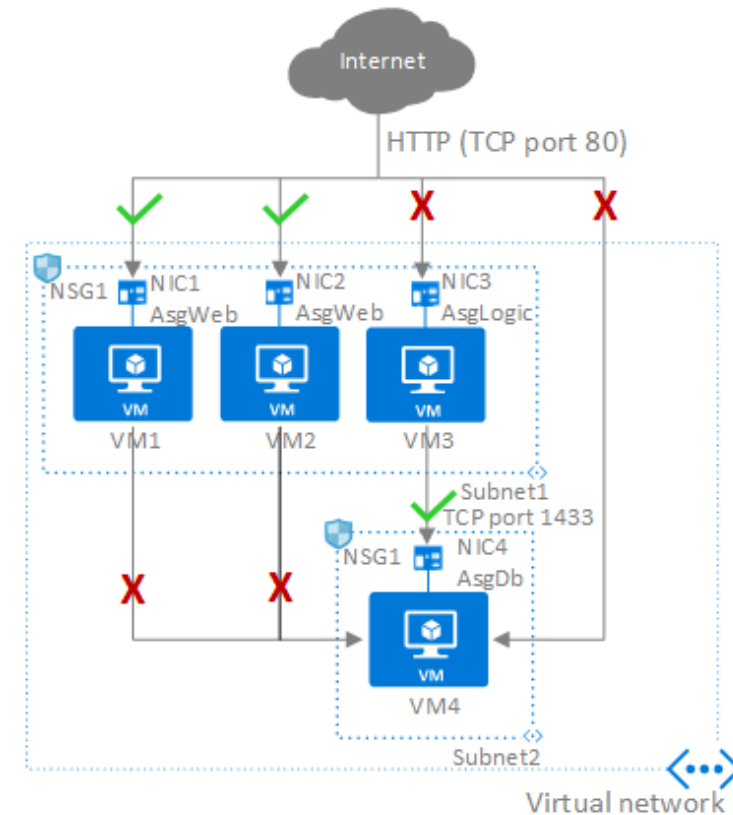 Internet
HTTP (TCP port 80)
X
X
NSG1
NIC1
AsgWeb
NIC2
AsgWeb
NIC3
AsgLogic
VM
VM
VM
VM1
VM2
VM3
Subnet1
TCP port 1433
NSG1
NIC4
AsgDb
X
X
VM
VM4
Subnet2
Virtual network